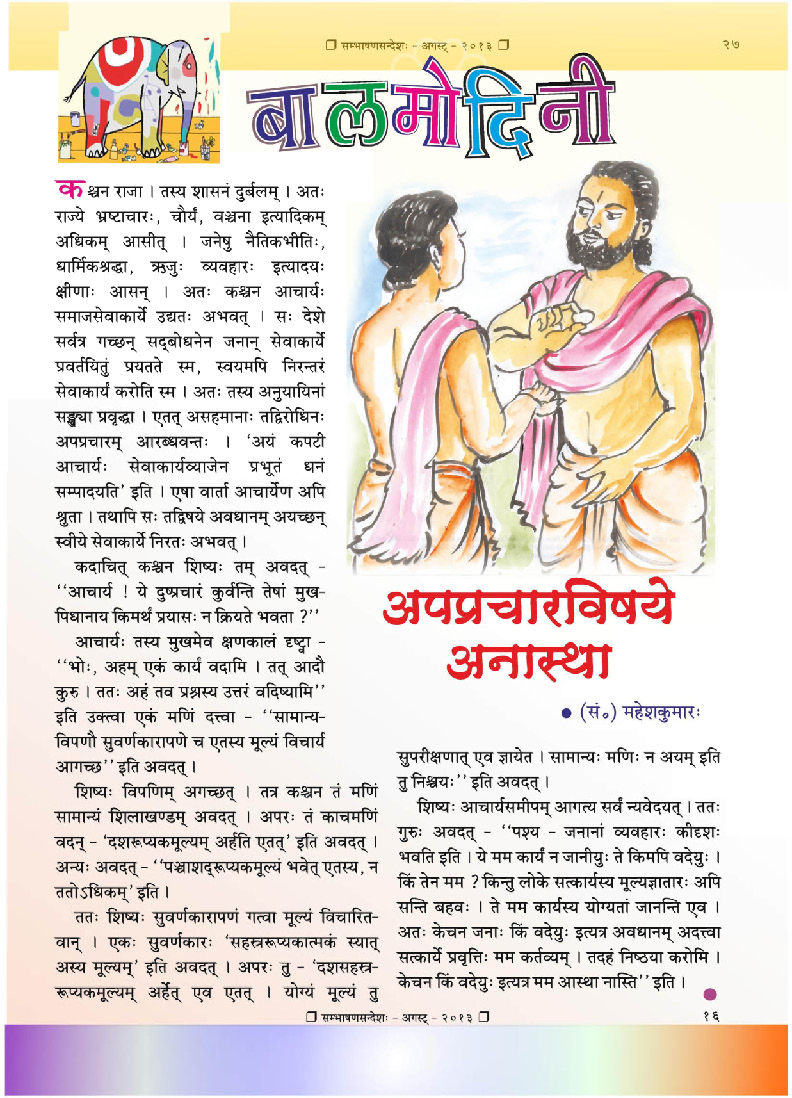 ❒ सम्भाषणसन्देशः - अगस्ट् - २०१३ ❒
२७
बालमोदिनी
कश्चन राजा । तस्य शासनं दुर्बलम् । अतः
राज्ये भ्रष्टाचारः, चौर्यं, वञ्चना इत्यादिकम्
अधिकम् आसीत् । जनेषु नैतिकभीतिः,
धार्मिकश्रद्धा, ऋजुः व्यवहारः इत्यादयः
क्षीणाः आसन् । अतः कश्चन आचार्यः
समाजसेवाकार्ये उद्यतः अभवत् । सः देशे
सर्वत्र गच्छन् सद्बोधनेन जनान् सेवाकार्ये
प्रवर्तयितुं प्रयतते स्म, स्वयमपि निरन्तरं
सेवाकार्यं करोति स्म । अतः तस्य अनुयायिनां
सङ्ख्या प्रवृद्धा । एतत् असहमानाः तद्विरोधिनः
अपप्रचारम् आरब्धवन्तः । ‘अयं कपटी
आचार्यः सेवाकार्यव्याजेन प्रभूतं धनं
सम्पादयति’ इति । एषा वार्ता आचार्येण अपि
श्रुता । तथापि सः तद्विषये अवधानम् अयच्छन्
स्वीये सेवाकार्ये निरतः अभवत् ।
कदाचित् कश्चन शिष्यः तम् अवदत् -
‘‘आचार्य ! ये दुष्प्रचारं कुर्वन्ति तेषां मुख-
पिधानाय किमर्थं प्रयासः न क्रियते भवता ?’’
आचार्यः तस्य मुखमेव क्षणकालं दृष्ट्वा -
‘‘भोः, अहम् एकं कार्यं वदामि । तत् आदौ
कुरु । ततः अहं तव प्रश्नस्य उत्तरं वदिष्यामि’’
इति उक्त्वा एकं मणिं दत्त्वा - ‘‘सामान्य-
विपणौ सुवर्णकारापणे च एतस्य मूल्यं विचार्य
आगच्छ’’ इति अवदत् ।
शिष्यः विपणिम् अगच्छत् । तत्र कश्चन तं मणिं
सामान्यं शिलाखण्डम् अवदत् । अपरः तं काचमणिं
वदन् - ‘दशरूप्यकमूल्यम् अर्हति एतत्’ इति अवदत् ।
अन्यः अवदत् - ‘‘पञ्चाशद्रूप्यकमूल्यं भवेत् एतस्य, न
ततोऽधिकम्’ इति ।
ततः शिष्यः सुवर्णकारापणं गत्वा मूल्यं विचारित-
वान् । एकः सुवर्णकारः ‘सहस्ररूप्यकात्मकं स्यात्
अस्य मूल्यम्’ इति अवदत् । अपरः तु - ‘दशसहस्र-
रूप्यकमूल्यम् अर्हेत् एव एतत् । योग्यं मूल्यं तु
अपप्रचारविषये
अनास्था
● (सं॰) महेशकुमारः
सुपरीक्षणात् एव ज्ञायेत । सामान्यः मणिः न अयम् इति
तु निश्चयः’’ इति अवदत् ।
शिष्यः आचार्यसमीपम् आगत्य सर्वं न्यवेदयत् । ततः
गुरुः अवदत् - ‘‘पश्य - जनानां व्यवहारः कीदृशः
भवति इति । ये मम कार्यं न जानीयुः ते किमपि वदेयुः ।
किं तेन मम ? किन्तु लोके सत्कार्यस्य मूल्यज्ञातारः अपि
सन्ति बहवः । ते मम कार्यस्य योग्यतां जानन्ति एव ।
अतः केचन जनाः किं वदेयुः इत्यत्र अवधानम् अदत्त्वा
सत्कार्ये प्रवृत्तिः मम कर्तव्यम् । तदहं निष्ठया करोमि ।
केचन किं वदेयुः इत्यत्र मम आस्था नास्ति’’ इति ।
❒ सम्भाषणसन्देशः - अगस्ट् - २०१३ ❒
१६